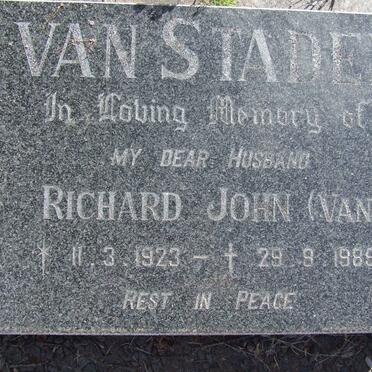 VAN STADE
In Loving Memory of
MY DEAR HUSBAND
RICHARD JOHN (VAN
* 11.3.1923 – † 29.9.1989
REST IN PEACE